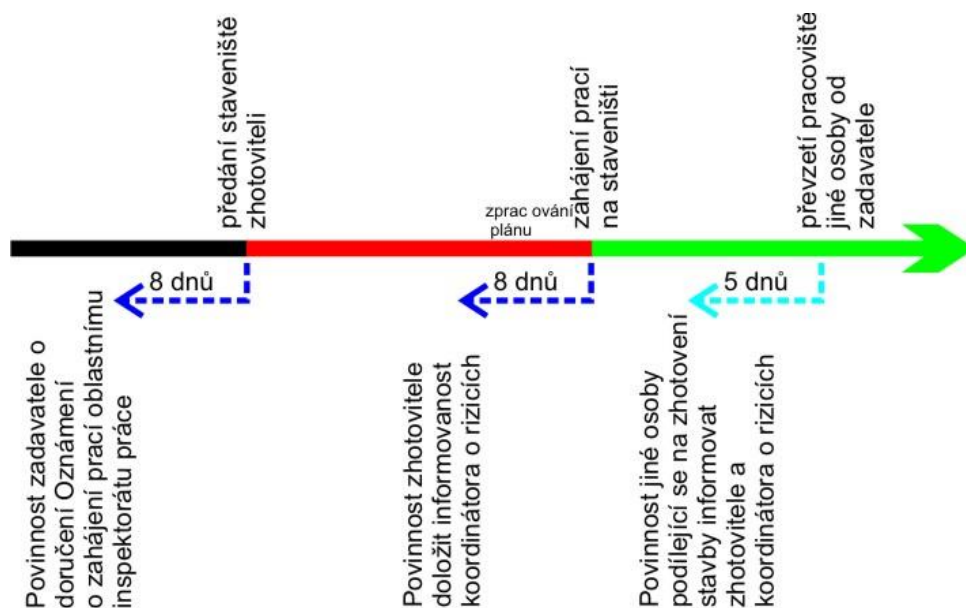 předání staveniště
zhotoviteli
zahájení prací
na staveništi
převzetí pracoviště
jiné osoby od
zadavatele
zprac ování
plánu
8 dnů
8 dnů
5 dnů
Povinnost zadavatele o
doručení Oznámení
o zahájení prací oblastnímu
inspektorátu práce
Povinnost zhotovitele
doložit informovanost
koordinátora o rizicích
Povinnost jiné osoby
podílející se na zhotovení
stavby informovat
zhotovitele a
koordinátora o rizicích